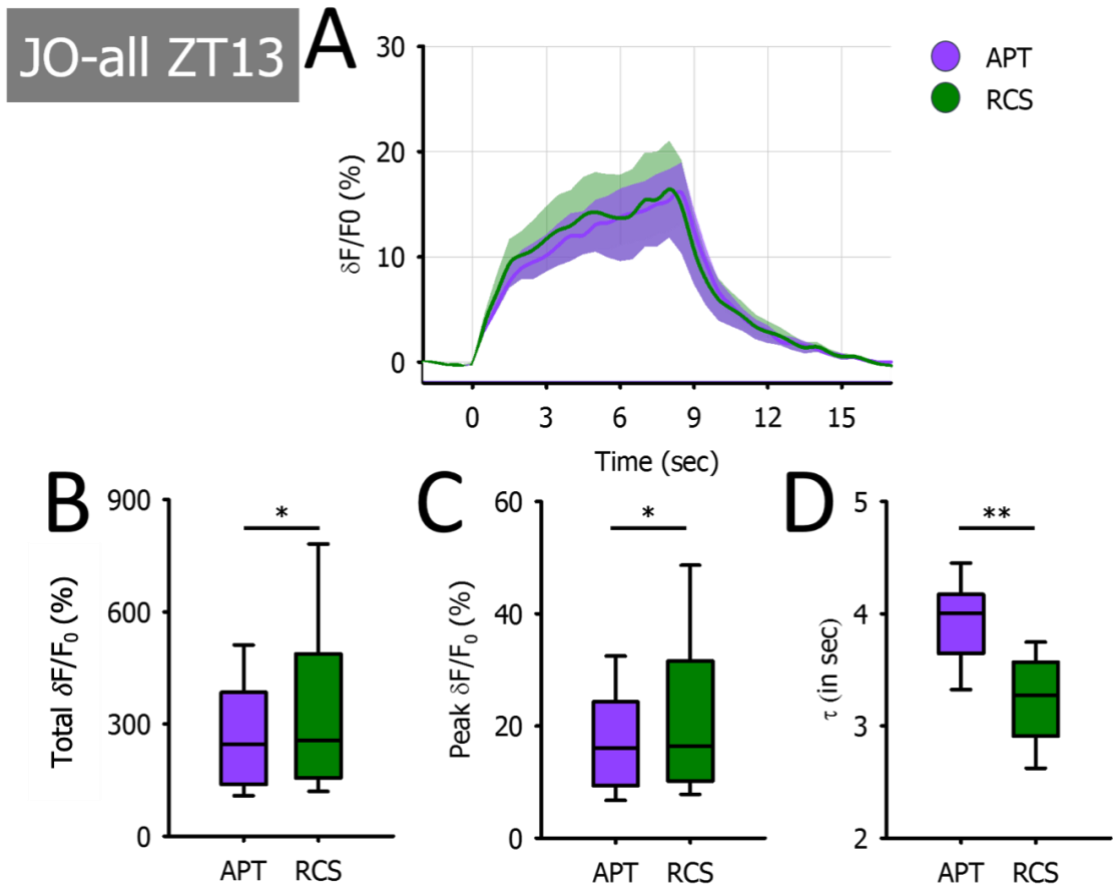 JO-all ZT13
A
30
20
10
0
δF/F0 (%)
0 3 6 9 12 15
Time (sec)
APT
RCS
B
900
600
300
0
Total δF/F₀ (%)
*
APT RCS
C
60
40
20
0
Peak δF/F₀ (%)
*
APT RCS
D
5
4
3
2
τ (in sec)
**
APT RCS